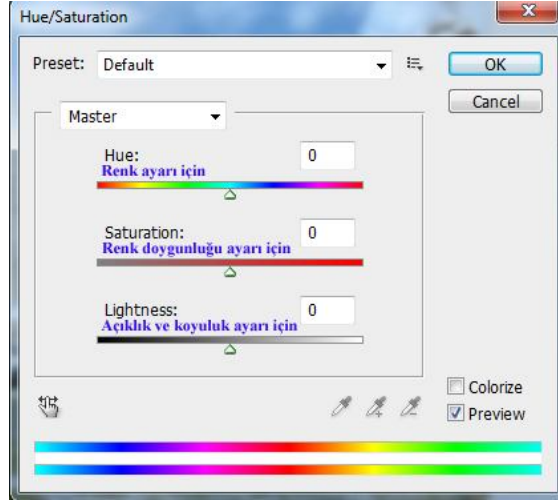 Hue/Saturation
Preset: Default
OK
Cancel
Master
Hue: 0
Renk ayarı için
Saturation: 0
Renk doygunluğu ayarı için
Lightness: 0
Açıklık ve koyuluk ayarı için
Colorize
Preview